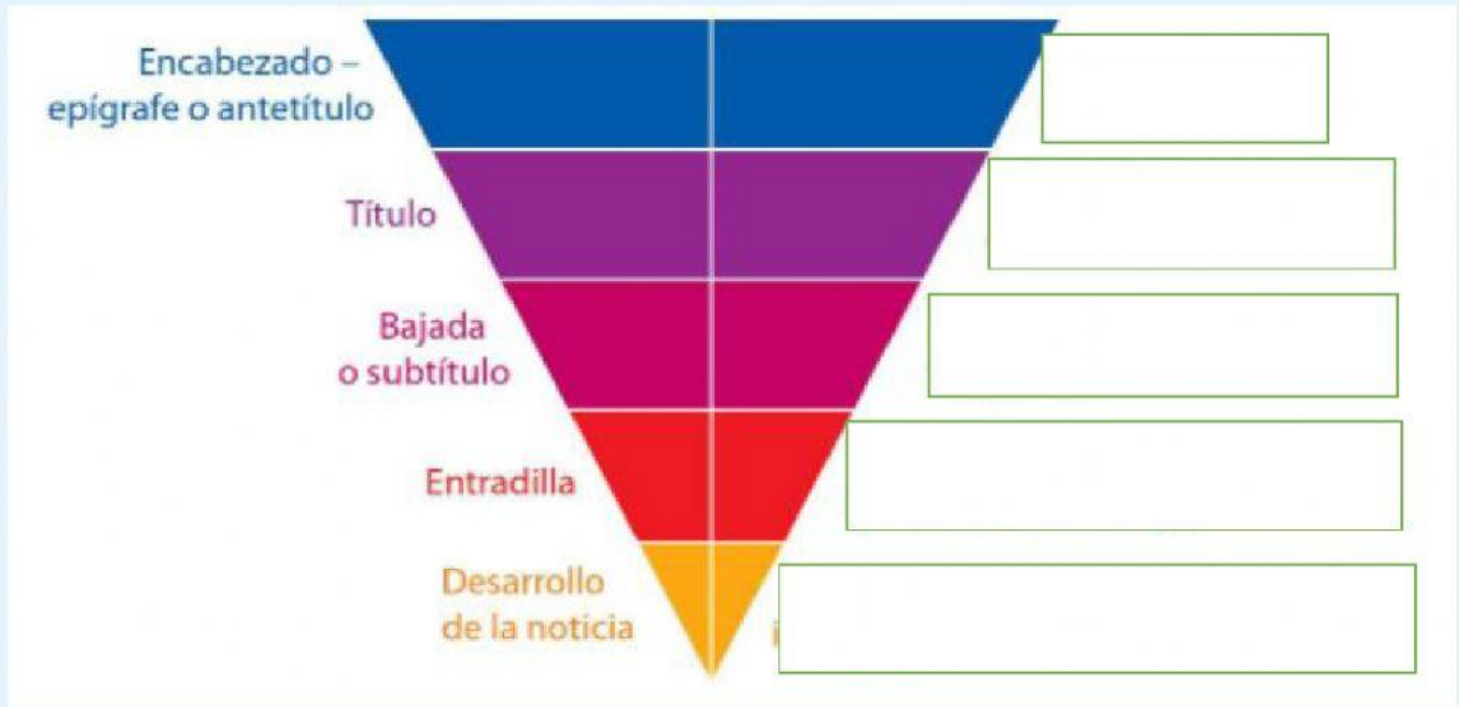 Encabezado –
epígrafe o antetítulo
Título
Bajada
o subtítulo
Entradilla
Desarrollo
de la noticia